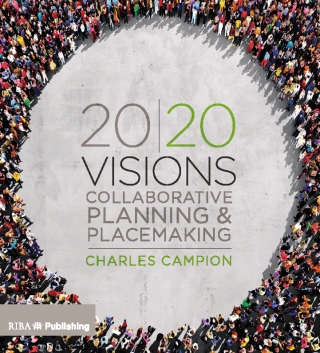 20|20
VISIONS
COLLABORATIVE
PLANNING &
PLACEMAKING
CHARLES CAMPION
RIBA Publishing